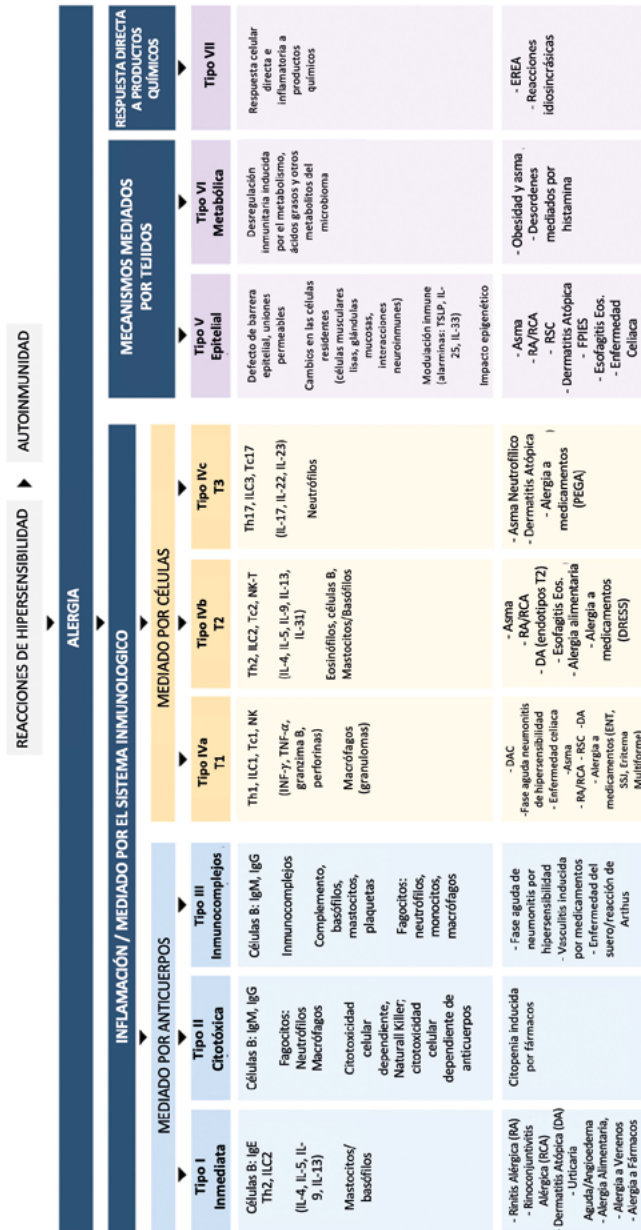 REACCIONES DE HIPERSENSIBILIDAD
AUTOINMUNIDAD
ALERGIA
INFLAMACIÓN / MEDIADO POR EL SISTEMA INMUNOLOGICO
MECANISMOS MEDIADOS
POR TEJIDOS
RESPUESTA DIRECTA
A PRODUCTOS
QUÍMICOS
MEDIADO POR ANTICUERPOS
MEDIADO POR CÉLULAS
Tipo I
Inmediata
Tipo II
Citotóxica
Tipo III
Inmunocomplejos
Tipo IVa
T1
Tipo IVb
T2
Tipo IVc
T3
Tipo V
Epitelial
Tipo VI
Metabólica
Tipo VII
Células B: IgE
Th2, ILC2
(IL-4, IL-5, IL-
9, IL-13)
Mastocitos/
basófilos
Células B: IgM, IgG
Fagocitos:
Neutrófilos
Macrófagos
Citotoxicidad
celular
dependiente,
Naturall Killer;
citotoxicidad
celular
dependiente de
anticuerpos
Células B: IgM, IgG
Inmunocomplejos
Complemento,
basófilos,
mastocitos,
plaquetas
Fagocitos:
neutrófilos,
monocitos,
macrófagos
Th1, ILC1, Tc1, NK
(INF-γ, TNF-α,
granzima B,
perforinas)
Macrófagos
(granulomas)
Th2, ILC2, Tc2, NK-T
(IL-4, IL-5, IL-9, IL-13,
IL-31)
Eosinófilos, células B,
Mastocitos/Basófilos
Th17, ILC3, Tc17
(IL-17, IL-22, IL-23)
Neutrófilos
Defecto de barrera
epitelial, uniones
permeables
Cambios en las células
residentes
(células musculares
lisas, glándulas
mucosas,
interacciones
neuroinmunes)
Modulación inmune
(alarminas: TSLP, IL-
25, IL-33)
Impacto epigenético
Desregulación
inmunitaria inducida
por el metabolismo,
ácidos grasos y otros
metabolitos del
microbioma
Respuesta celular
directa e
inflamatoria a
productos
químicos
Rinitis Alérgica (RA)
- Rinoconjuntivitis
Alérgica (RCA)
- Dermatitis Atópica (DA)
- Urticaria
Aguda/Angioedema
- Alergia Alimentaria,
- Alergia a Venenos
- Alergia a Fármacos
Citopenia inducida
por fármacos
- Fase aguda de
neumonitis por
hipersensibilidad
- Vasculitis inducida
por medicamentos
- Enfermedad del
suero/reacción de
Arthus
- DAC
-Fase aguda neumonitis
de hipersensibilidad
- Enfermedad celiaca
-Asma
- RA/RCA - RSC -DA
- Alergia a
medicamentos (ENT,
SSJ, Eritema
Multiforme)
- Asma
- RA/RCA
- DA (endotipos T2)
- Esofagitis Eos.
- Alergia alimentaria
- Alergia a
medicamentos
(DRESS)
- Asma Neutrofílico
- Dermatitis Atópica
- Alergia a
medicamentos
(PEGA)
- Asma
- RA/RCA
- RSC
- Dermatitis Atópica
- FPIES
- Esofagitis Eos.
- Enfermedad
Celiaca
- Obesidad y asma
- Desordenes
mediados por
histamina
- EREA
- Reacciones
idiosincrásicas